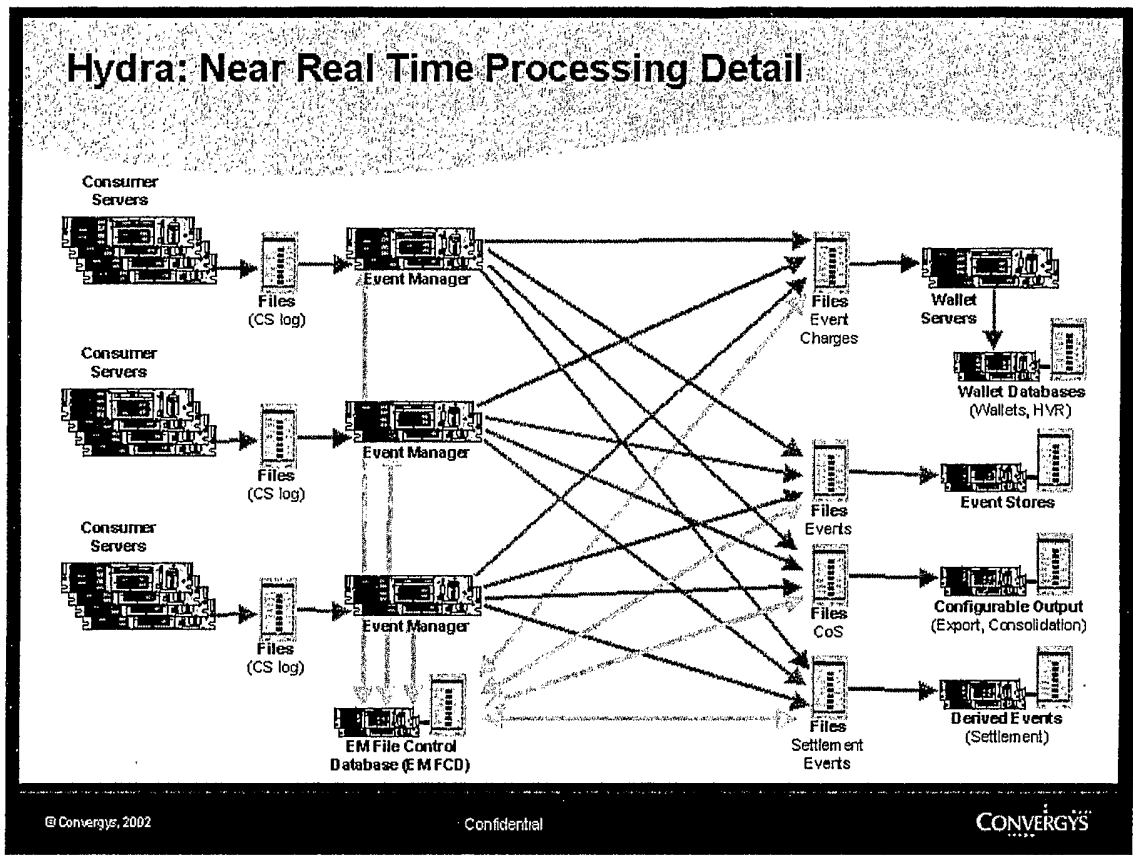 Hydra: Near Real Time Processing Detail
Consumer
Servers
Files
(CS log)
Event Manager
Files
Event
Charges
Wallet
Servers
Wallet Databases
(Wallets, HVR)
Consumer
Servers
Files
(CS log)
Event Manager
Files
Events
Event Stores
Consumer
Servers
Files
(CS log)
Event Manager
Files
CoS
Configurable Output
(Export, Consolidation)
EM File Control
Database (EM FCD)
Files
Settlement
Events
Derived Events
(Settlement)
© Convergys, 2002
Confidential
CONVERGYS